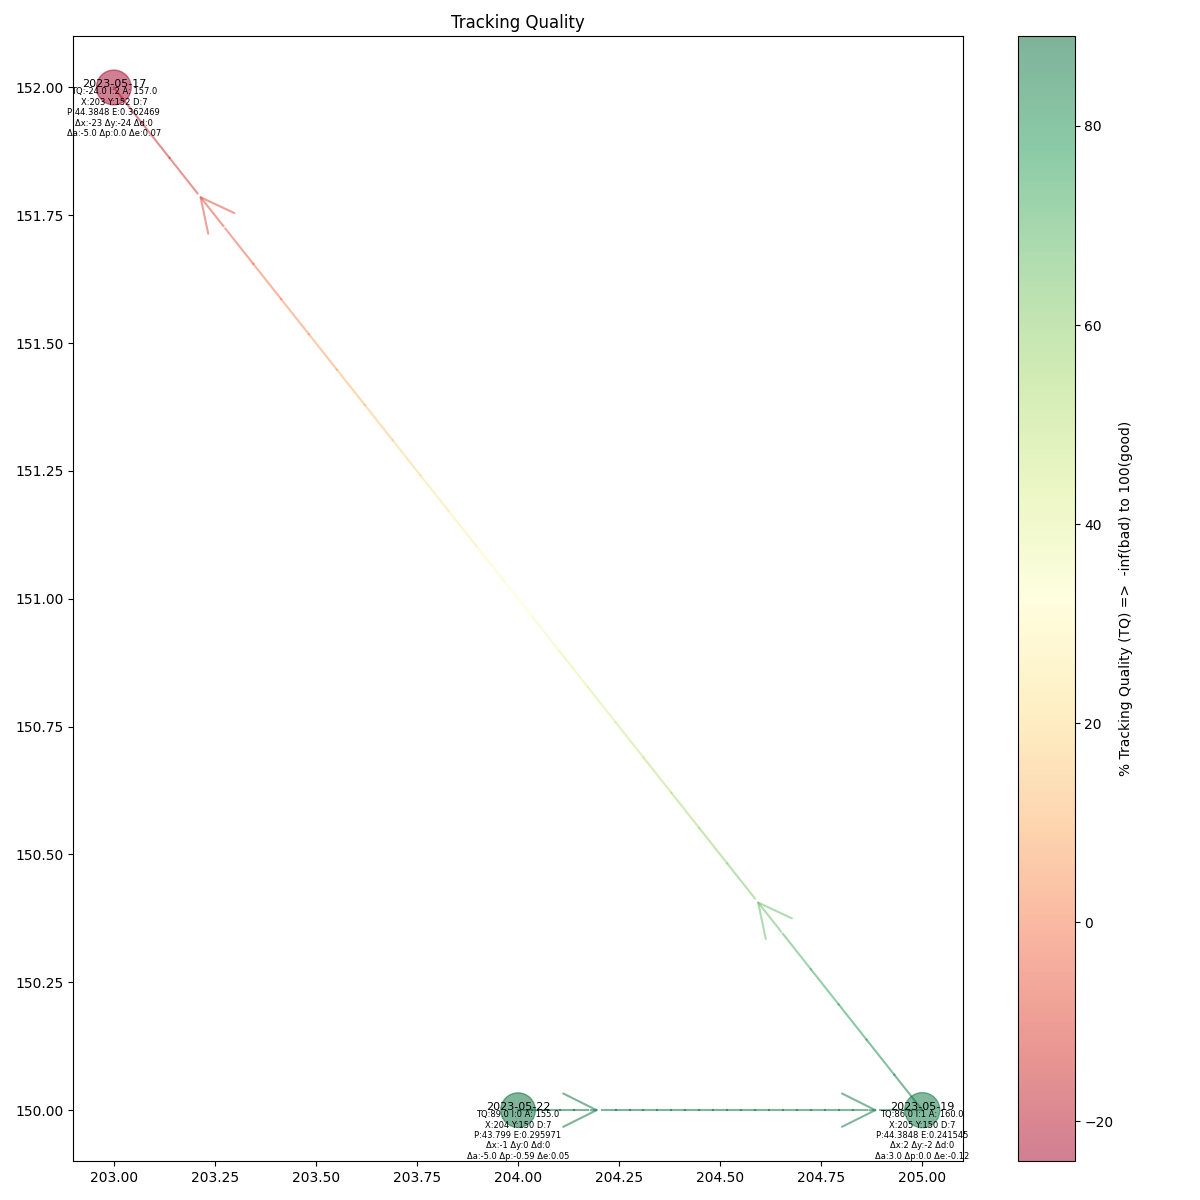 Tracking Quality
152.00
151.75
151.50
151.25
151.00
150.75
150.50
150.25
150.00
203.00 203.25 203.50 203.75 204.00 204.25 204.50 204.75 205.00
2023-05-17
TQ:-24.0 I:2 A: 157.0
X:203 Y:152 D:7
P:44.3848 E:0.362469
Δx:-23 Δy:-24 Δd:0
Δa:-5.0 Δp:0.0 Δe:0.07
2023-05-22
TQ:89.0 I:0 A: 155.0
X:204 Y:150 D:7
P:43.799 E:0.295971
Δx:-1 Δy:0 Δd:0
Δa:-5.0 Δp:-0.59 Δe:0.05
2023-05-19
TQ:86.0 I:1 A: 160.0
X:205 Y:150 D:7
P:44.3848 E:0.241545
Δx:2 Δy:-2 Δd:0
Δa:3.0 Δp:0.0 Δe:-0.12
80
60
40
20
0
−20
% Tracking Quality (TQ) => -inf(bad) to 100(good)